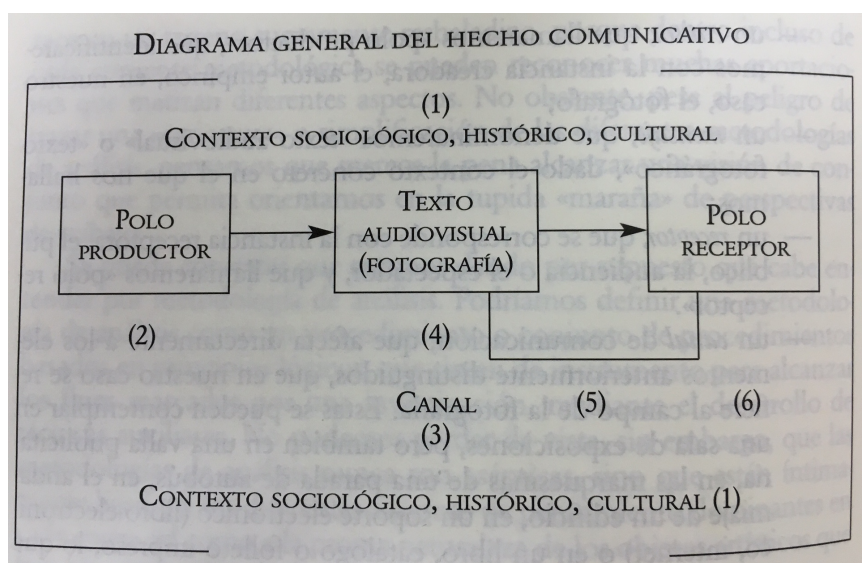 DIAGRAMA GENERAL DEL HECHO COMUNICATIVO
(1)
CONTEXTO SOCIOLÓGICO, HISTÓRICO, CULTURAL
POLO
PRODUCTOR
TEXTO
AUDIOVISUAL
(FOTOGRAFÍA)
POLO
RECEPTOR
(2)
(4)
CANAL
(3)
(5)
(6)
CONTEXTO SOCIOLÓGICO, HISTÓRICO, CULTURAL (1)